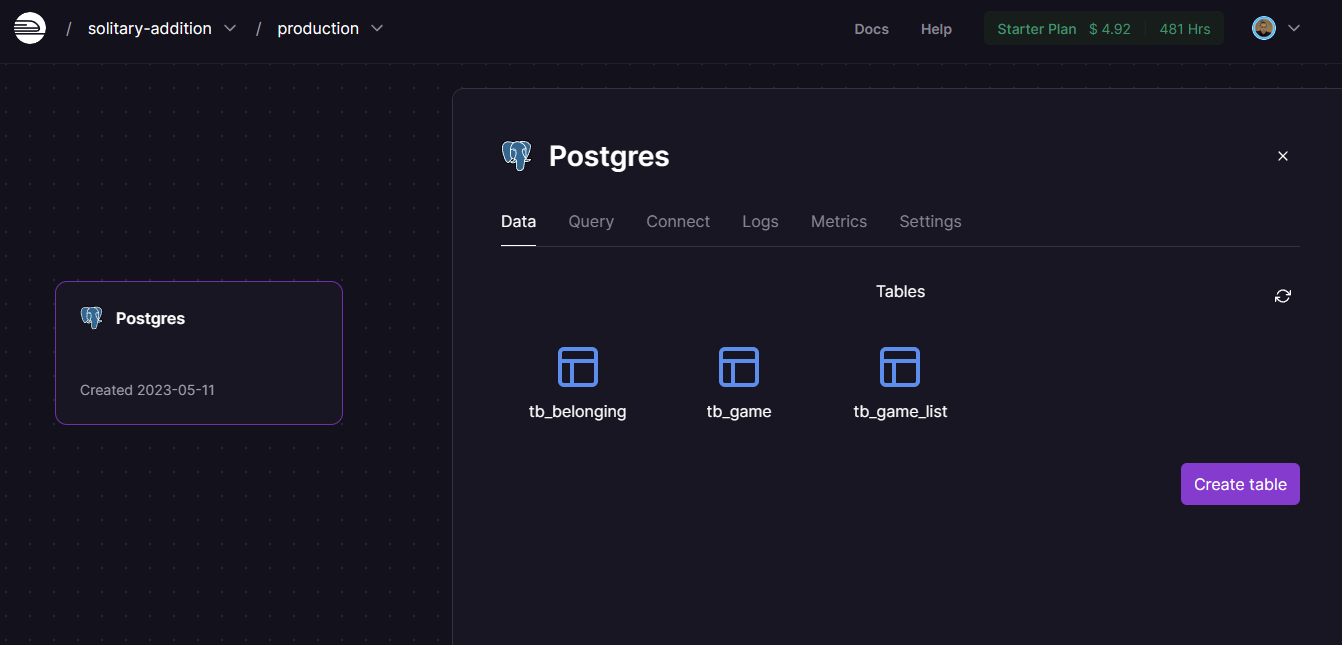 / solitary-addition / production
Docs Help Starter Plan $ 4.92 481 Hrs
Postgres
Created 2023-05-11
Postgres
Data Query Connect Logs Metrics Settings
Tables
tb_belonging tb_game tb_game_list
Create table